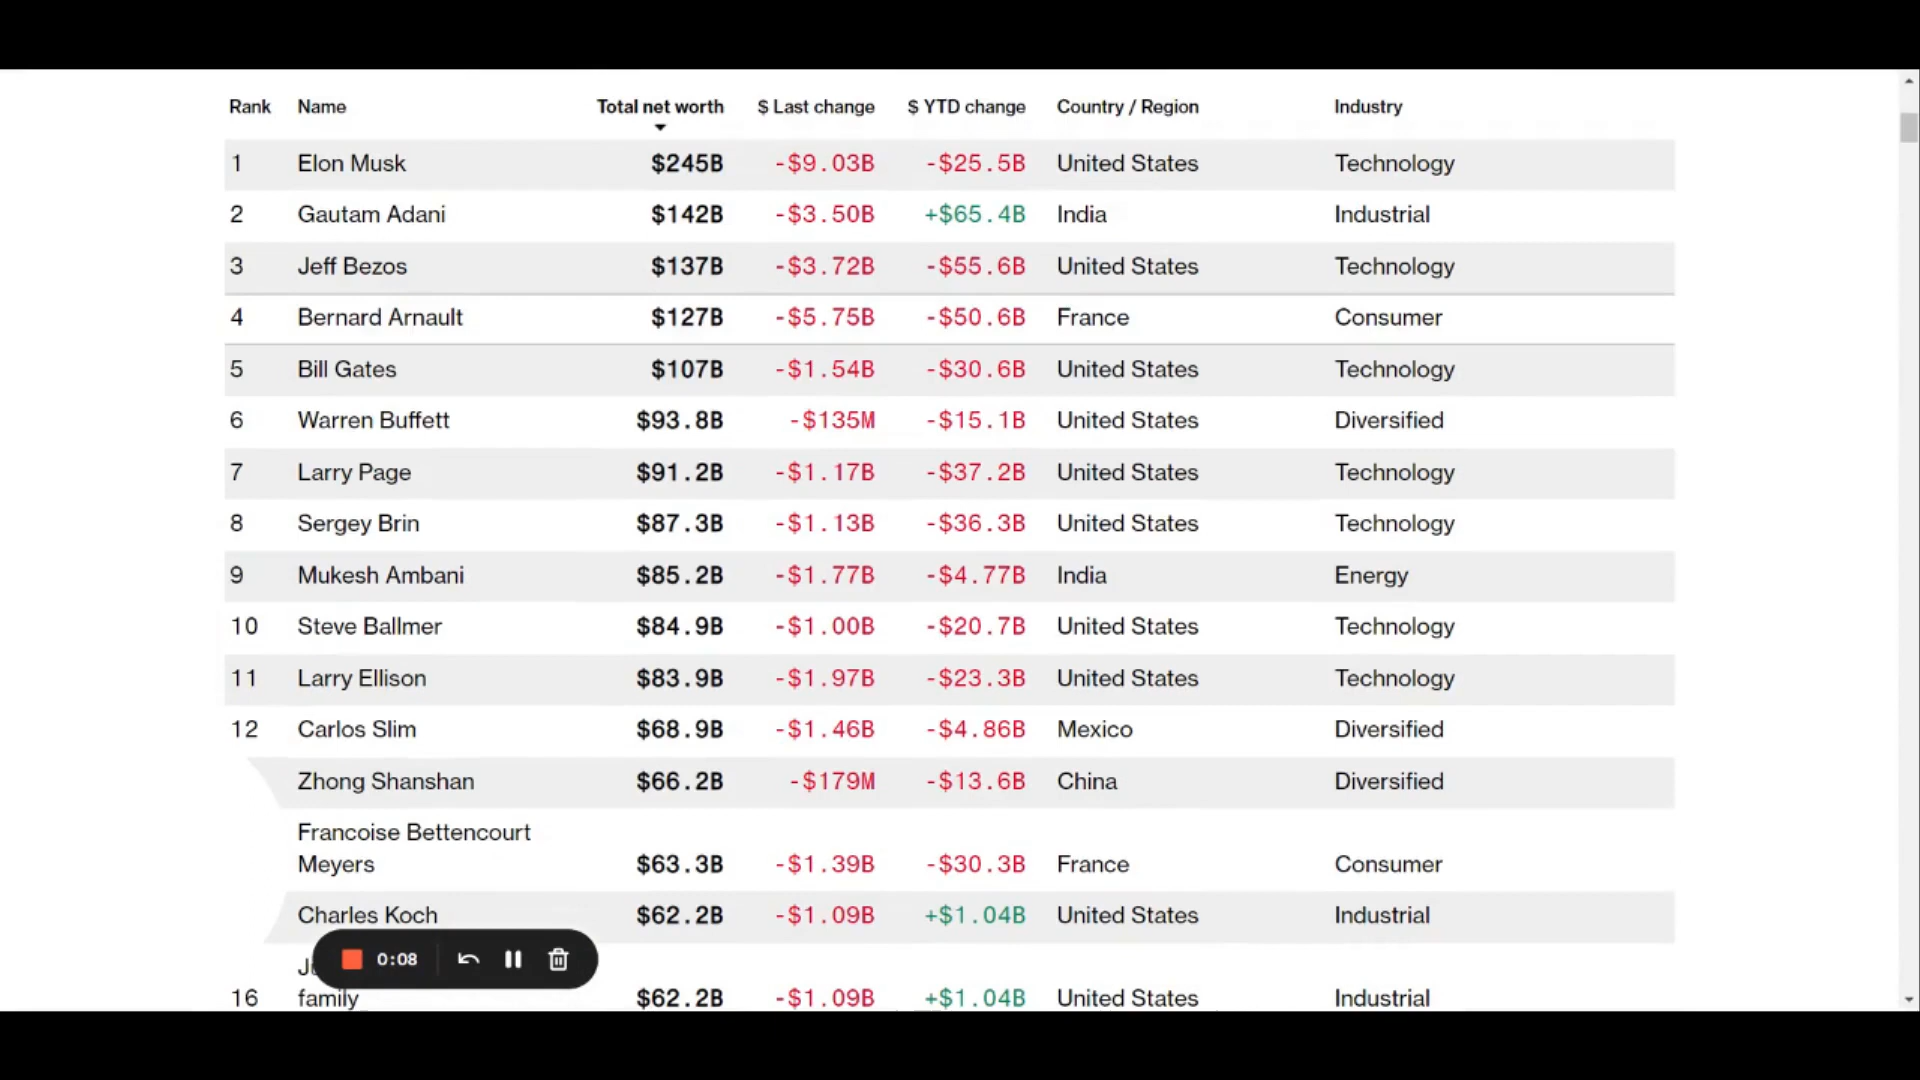 Rank Name Total net worth $ Last change $ YTD change Country / Region Industry
1 Elon Musk $245B -$9.03B -$25.5B United States Technology
2 Gautam Adani $142B -$3.50B +$65.4B India Industrial
3 Jeff Bezos $137B -$3.72B -$55.6B United States Technology
4 Bernard Arnault $127B -$5.75B -$50.6B France Consumer
5 Bill Gates $107B -$1.54B -$30.6B United States Technology
6 Warren Buffett $93.8B -$135M -$15.1B United States Diversified
7 Larry Page $91.2B -$1.17B -$37.2B United States Technology
8 Sergey Brin $87.3B -$1.13B -$36.3B United States Technology
9 Mukesh Ambani $85.2B -$1.77B -$4.77B India Energy
10 Steve Ballmer $84.9B -$1.00B -$20.7B United States Technology
11 Larry Ellison $83.9B -$1.97B -$23.3B United States Technology
12 Carlos Slim $68.9B -$1.46B -$4.86B Mexico Diversified
Zhong Shanshan $66.2B -$179M -$13.6B China Diversified
Francoise Bettencourt
Meyers $63.3B -$1.39B -$30.3B France Consumer
Charles Koch $62.2B -$1.09B +$1.04B United States Industrial
0:08
16 family $62.2B -$1.09B +$1.04B United States Industrial